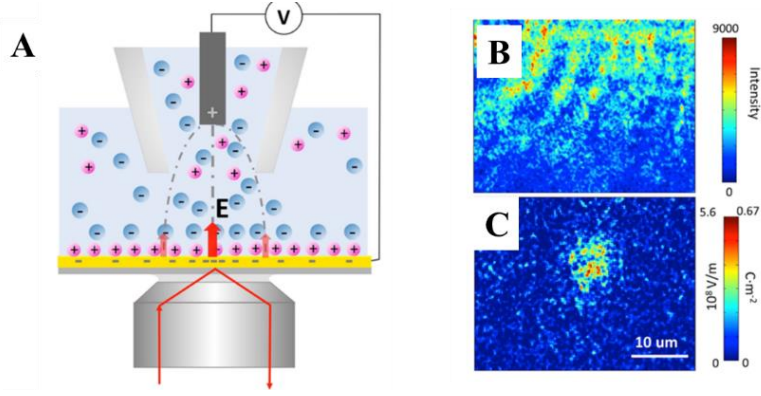 A
V
E
B
9000
Intensity
0
C
5.6
0.67
10⁸ V/m
C·m⁻²
0
0
10 um